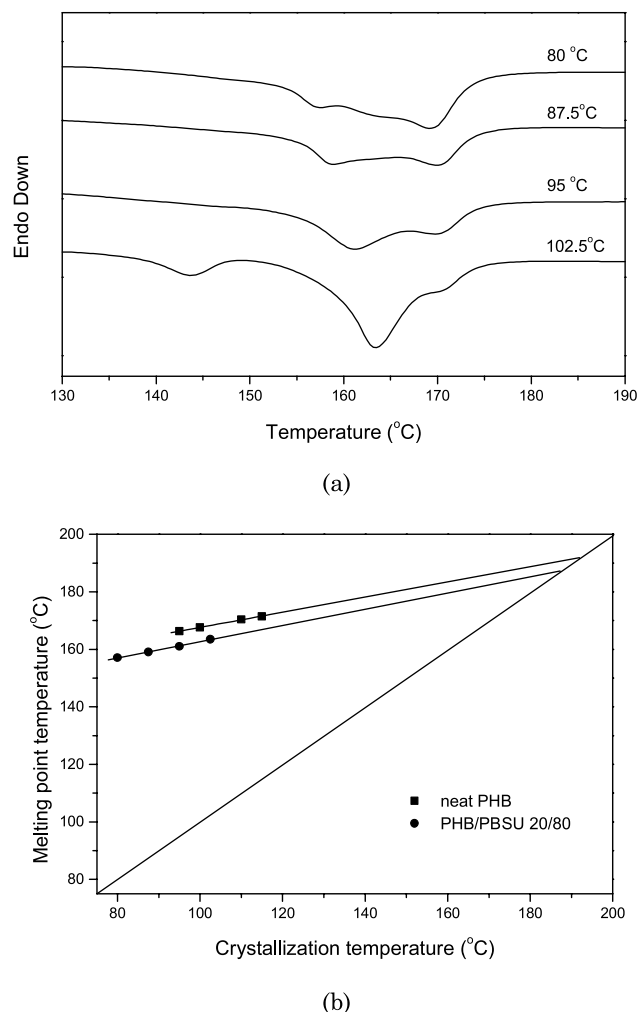 80 °C
87.5°C
95 °C
102.5°C
Endo Down
130 140 150 160 170 180 190
Temperature (°C)
(a)
200
180
160
140
120
100
80
Melting point temperature (°C)
neat PHB
PHB/PBSU 20/80
80 100 120 140 160 180 200
Crystallization temperature (°C)
(b)